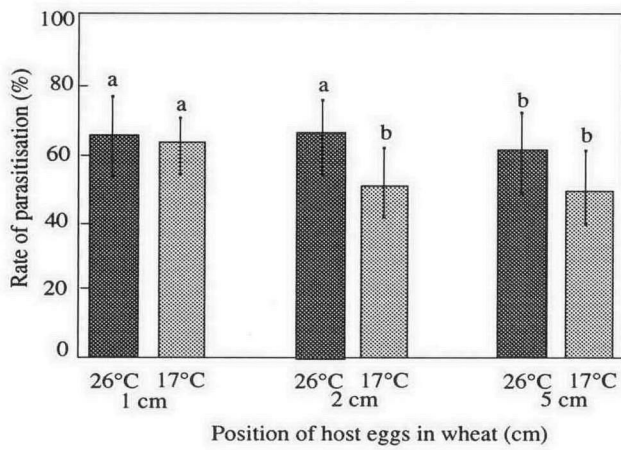 100
80
60
40
20
0
Rate of parasitisation (%)
a a a b b b
26°C 17°C 26°C 17°C 26°C 17°C
1 cm 2 cm 5 cm
Position of host eggs in wheat (cm)